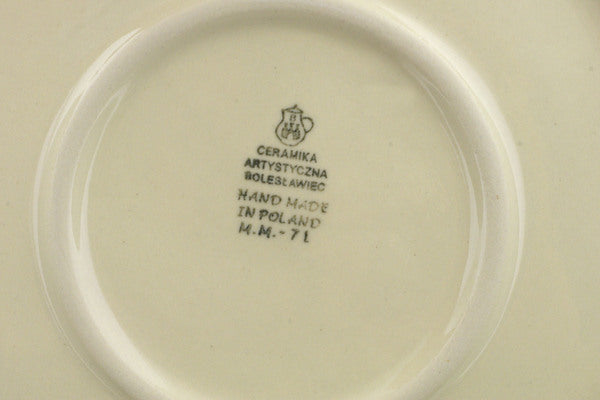 CERAMIKA
ARTYSTYCZNA
BOLESŁAWIEC
HAND MADE
IN POLAND
M.M.-71